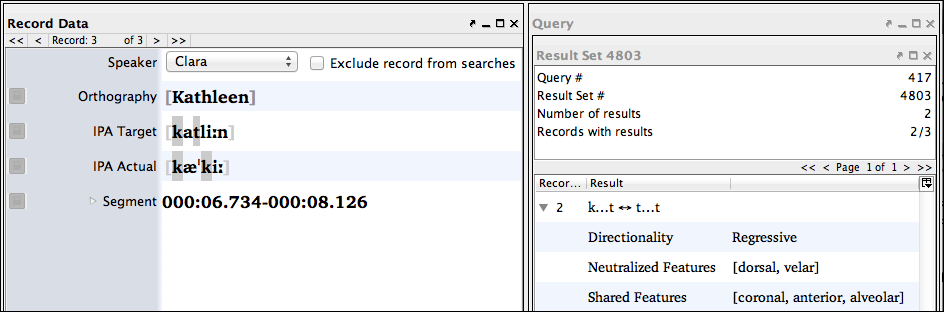 Record Data
<< < Record: 3 of 3 > >>
Speaker Clara Exclude record from searches
Orthography [Kathleen]
IPA Target [katliːn]
IPA Actual [kæˈkiː]
Segment 000:06.734-000:08.126
Query
Result Set 4803
Query # 417
Result Set # 4803
Number of results 2
Records with results 2/3
<< < Page 1 of 1 > >>
Recor... Result
2 k...t ↔ t...t
Directionality Regressive
Neutralized Features [dorsal, velar]
Shared Features [coronal, anterior, alveolar]